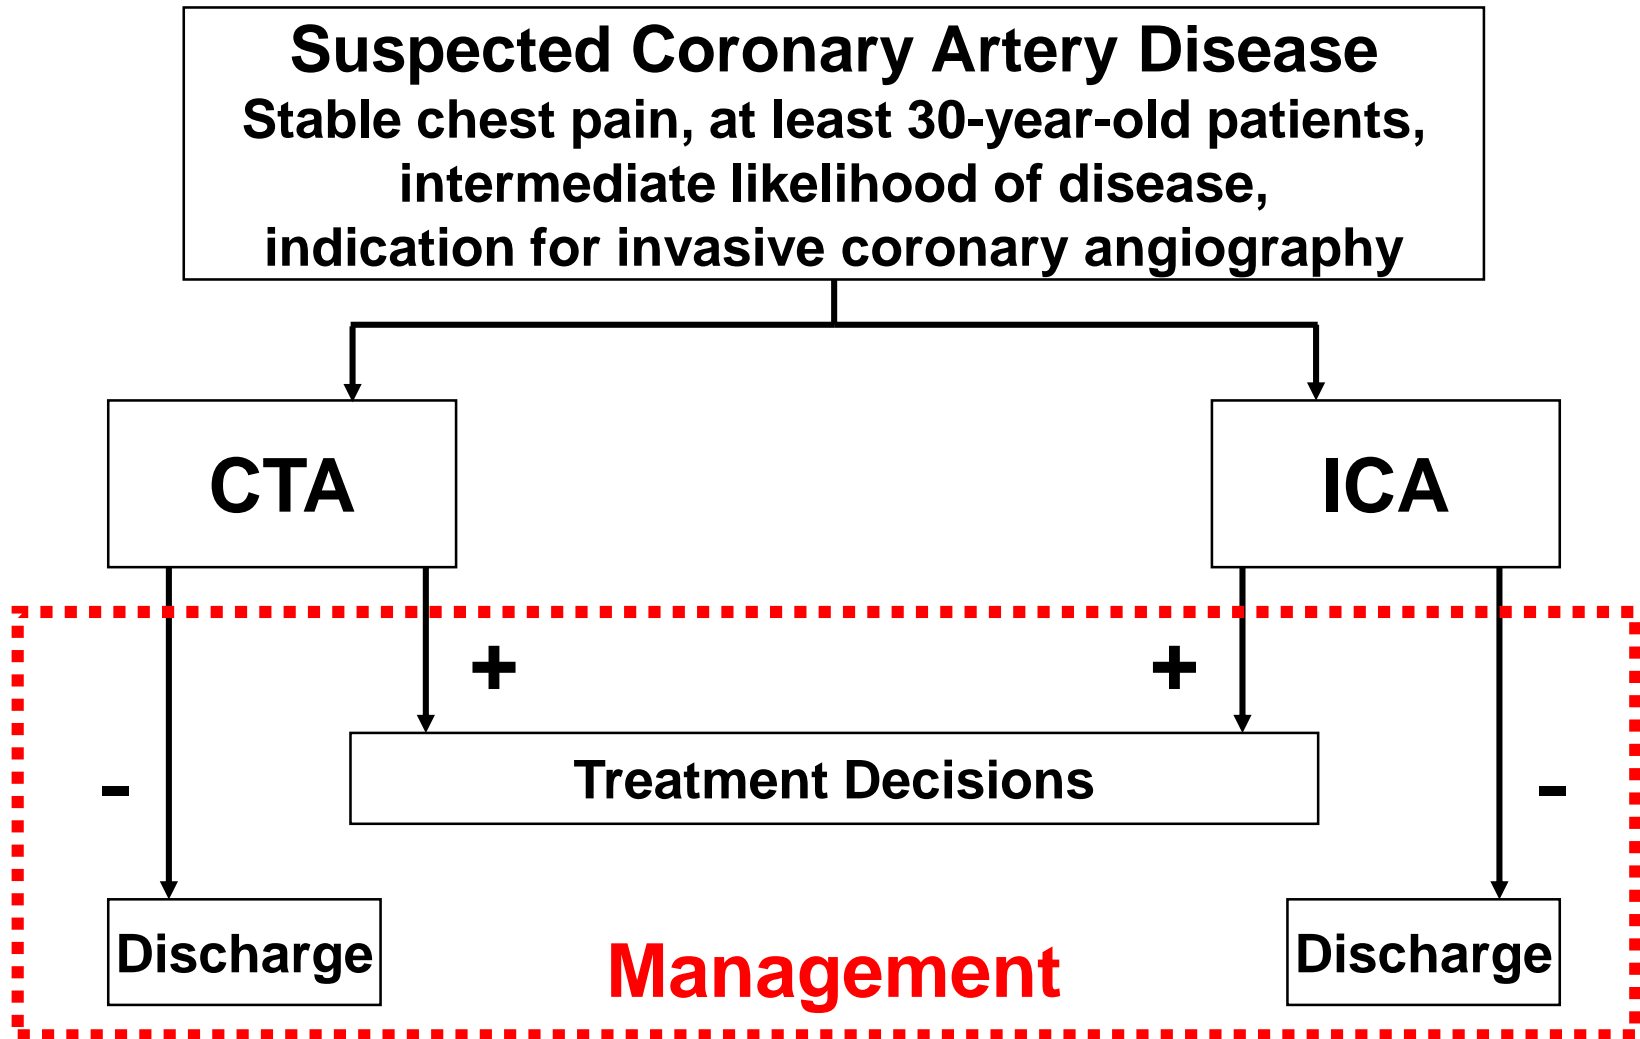 Suspected Coronary Artery Disease
Stable chest pain, at least 30-year-old patients,
intermediate likelihood of disease,
indication for invasive coronary angiography
CTA
ICA
+
+
Treatment Decisions
-
-
Discharge
Management
Discharge